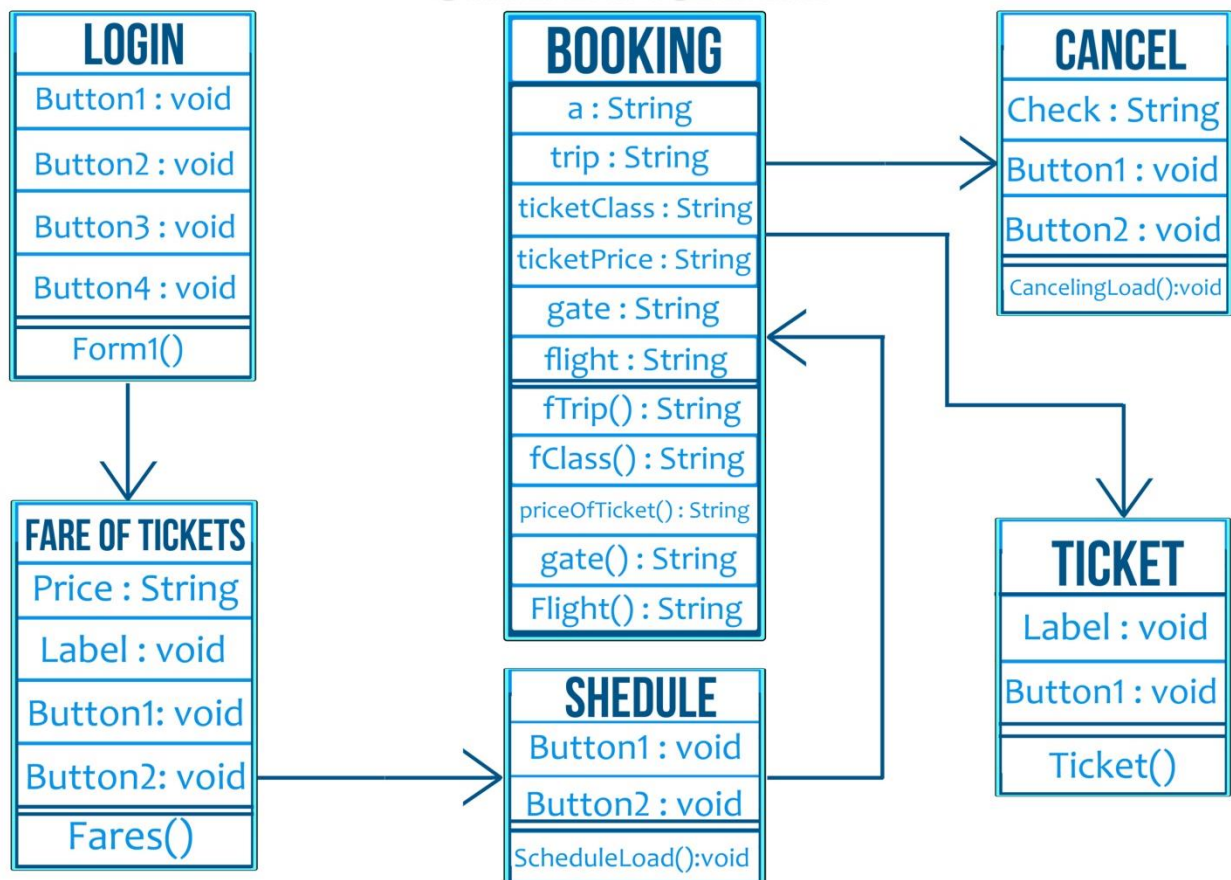 LOGIN
Button1 : void
Button2 : void
Button3 : void
Button4 : void
Form1()
FARE OF TICKETS
Price : String
Label : void
Button1: void
Button2: void
Fares()
BOOKING
a : String
trip : String
ticketClass : String
ticketPrice : String
gate : String
flight : String
fTrip() : String
fClass() : String
priceOfTicket() : String
gate() : String
Flight() : String
SHEDULE
Button1 : void
Button2 : void
ScheduleLoad():void
CANCEL
Check : String
Button1 : void
Button2 : void
CancelingLoad():void
TICKET
Label : void
Button1 : void
Ticket()